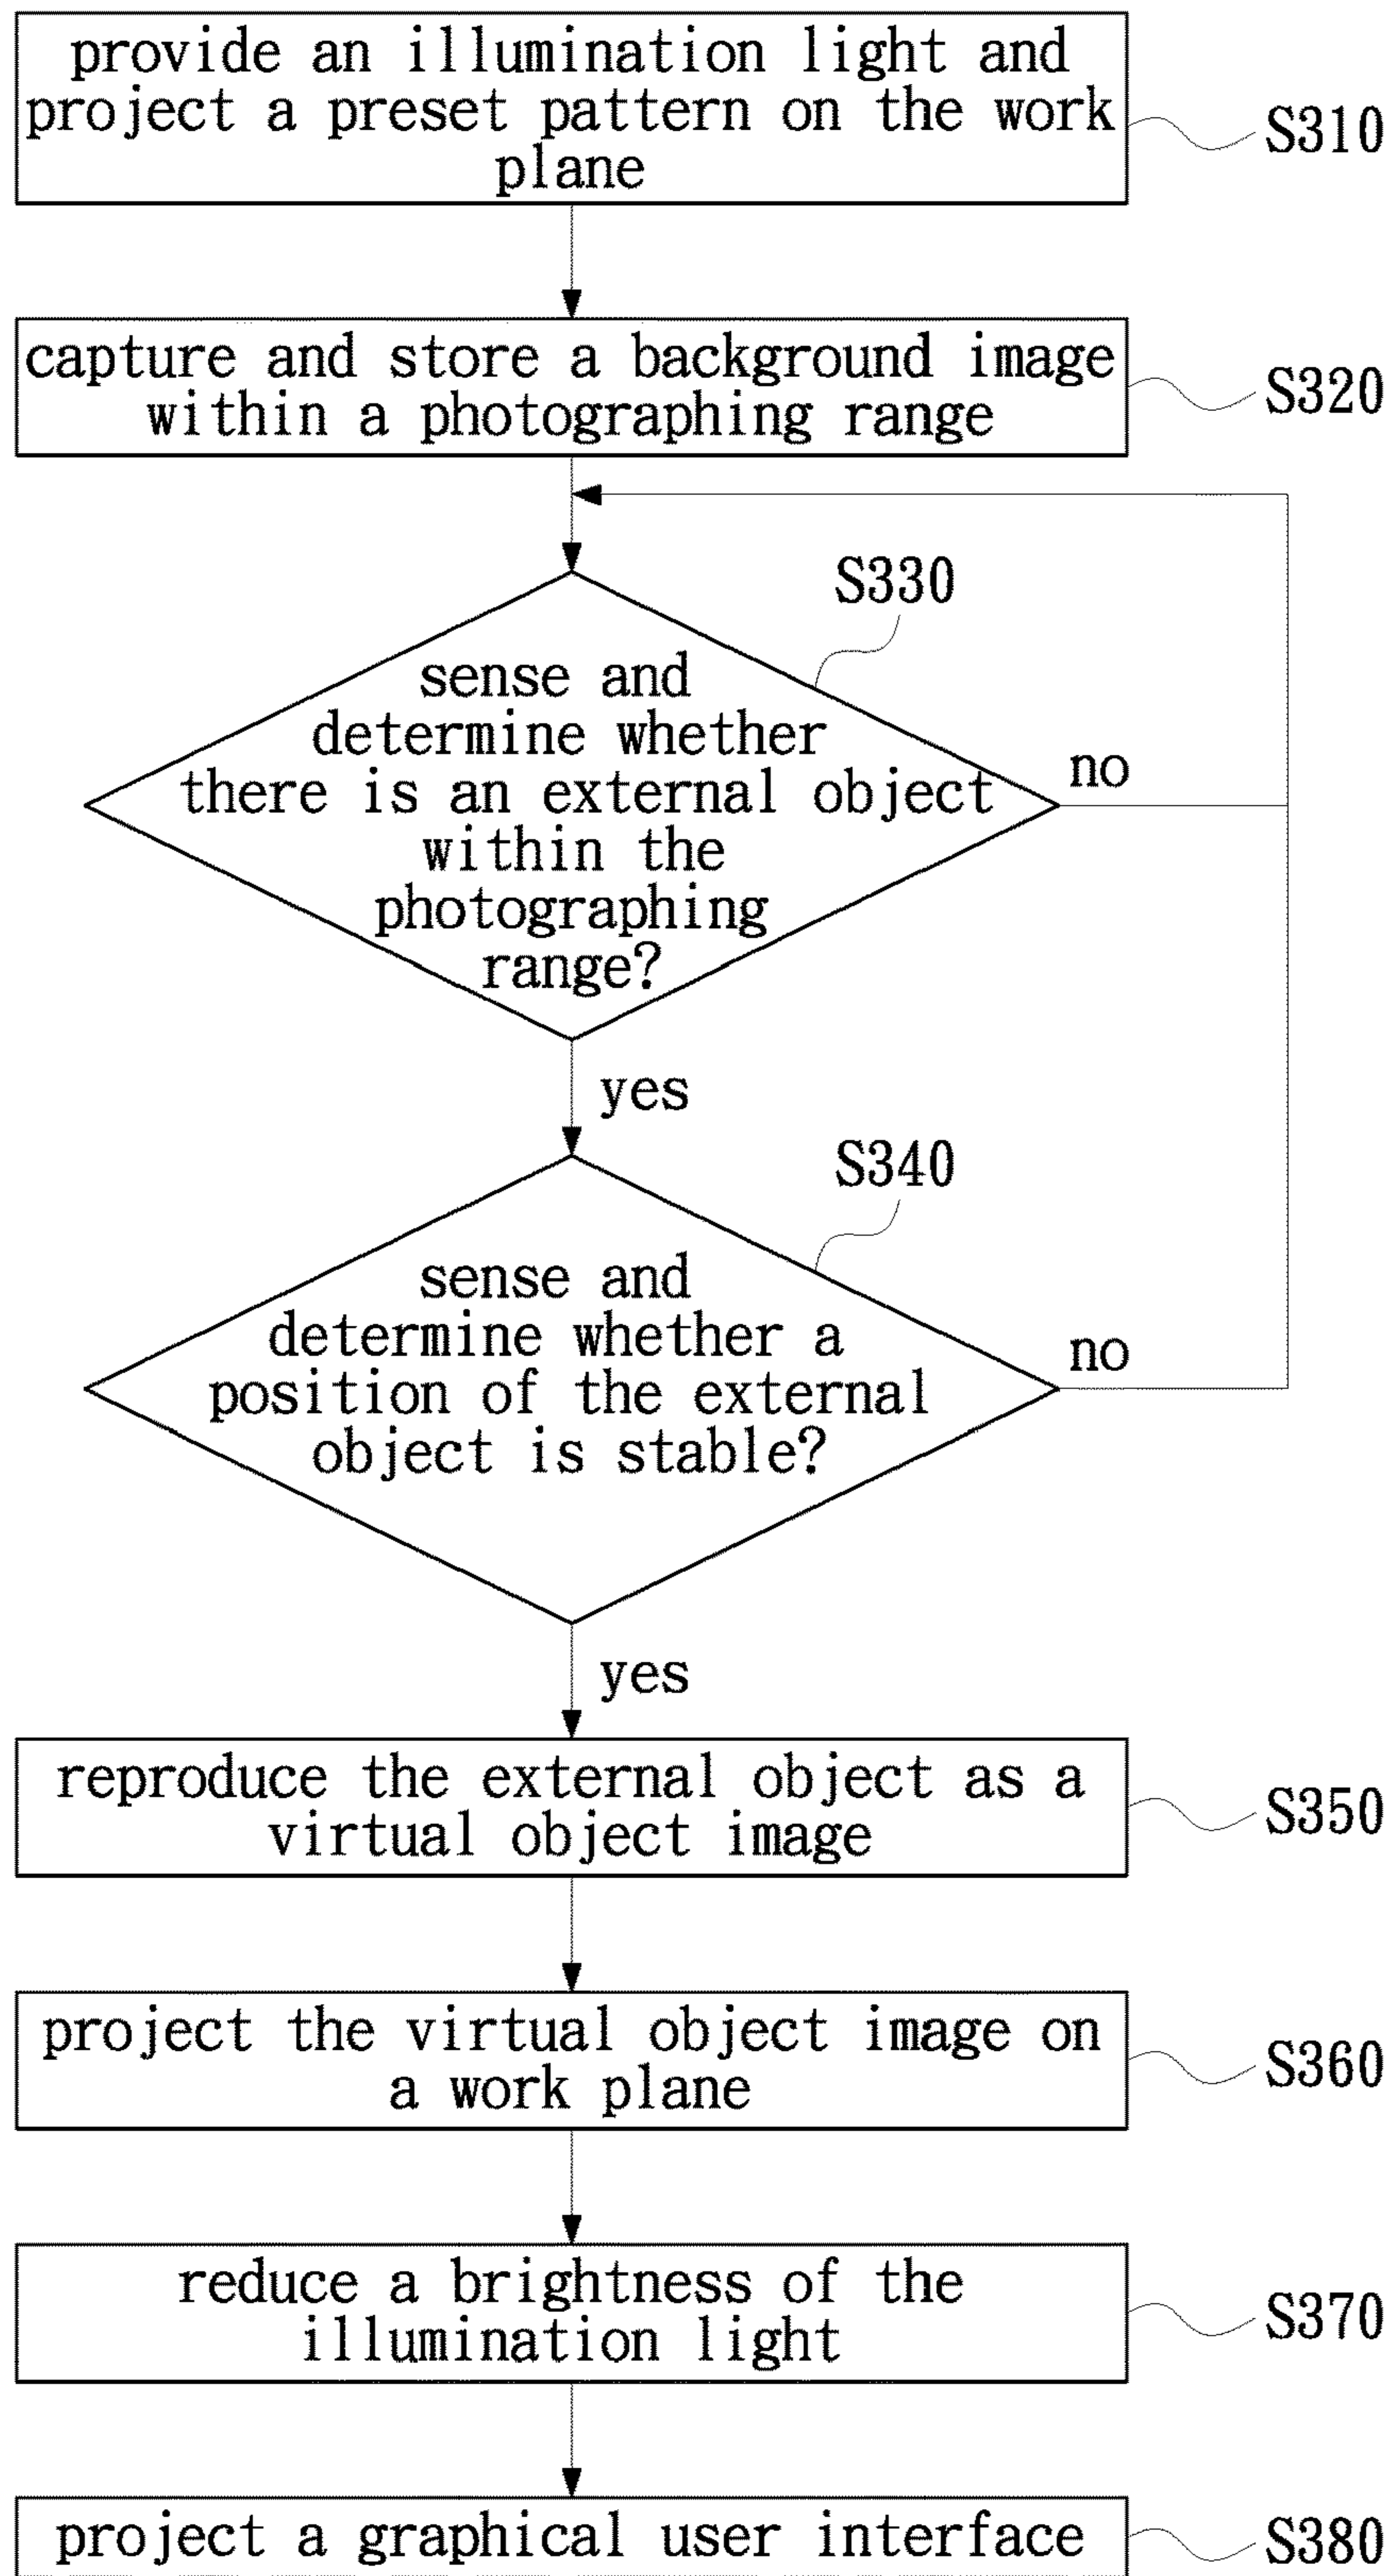 provide an illumination light and
project a preset pattern on the work
plane
S310
capture and store a background image
within a photographing range
S320
S330
sense and
determine whether
there is an external object
within the
photographing
range?
no
yes
S340
sense and
determine whether a
position of the external
object is stable?
no
yes
reproduce the external object as a
virtual object image
S350
project the virtual object image on
a work plane
S360
reduce a brightness of the
illumination light
S370
project a graphical user interface
S380